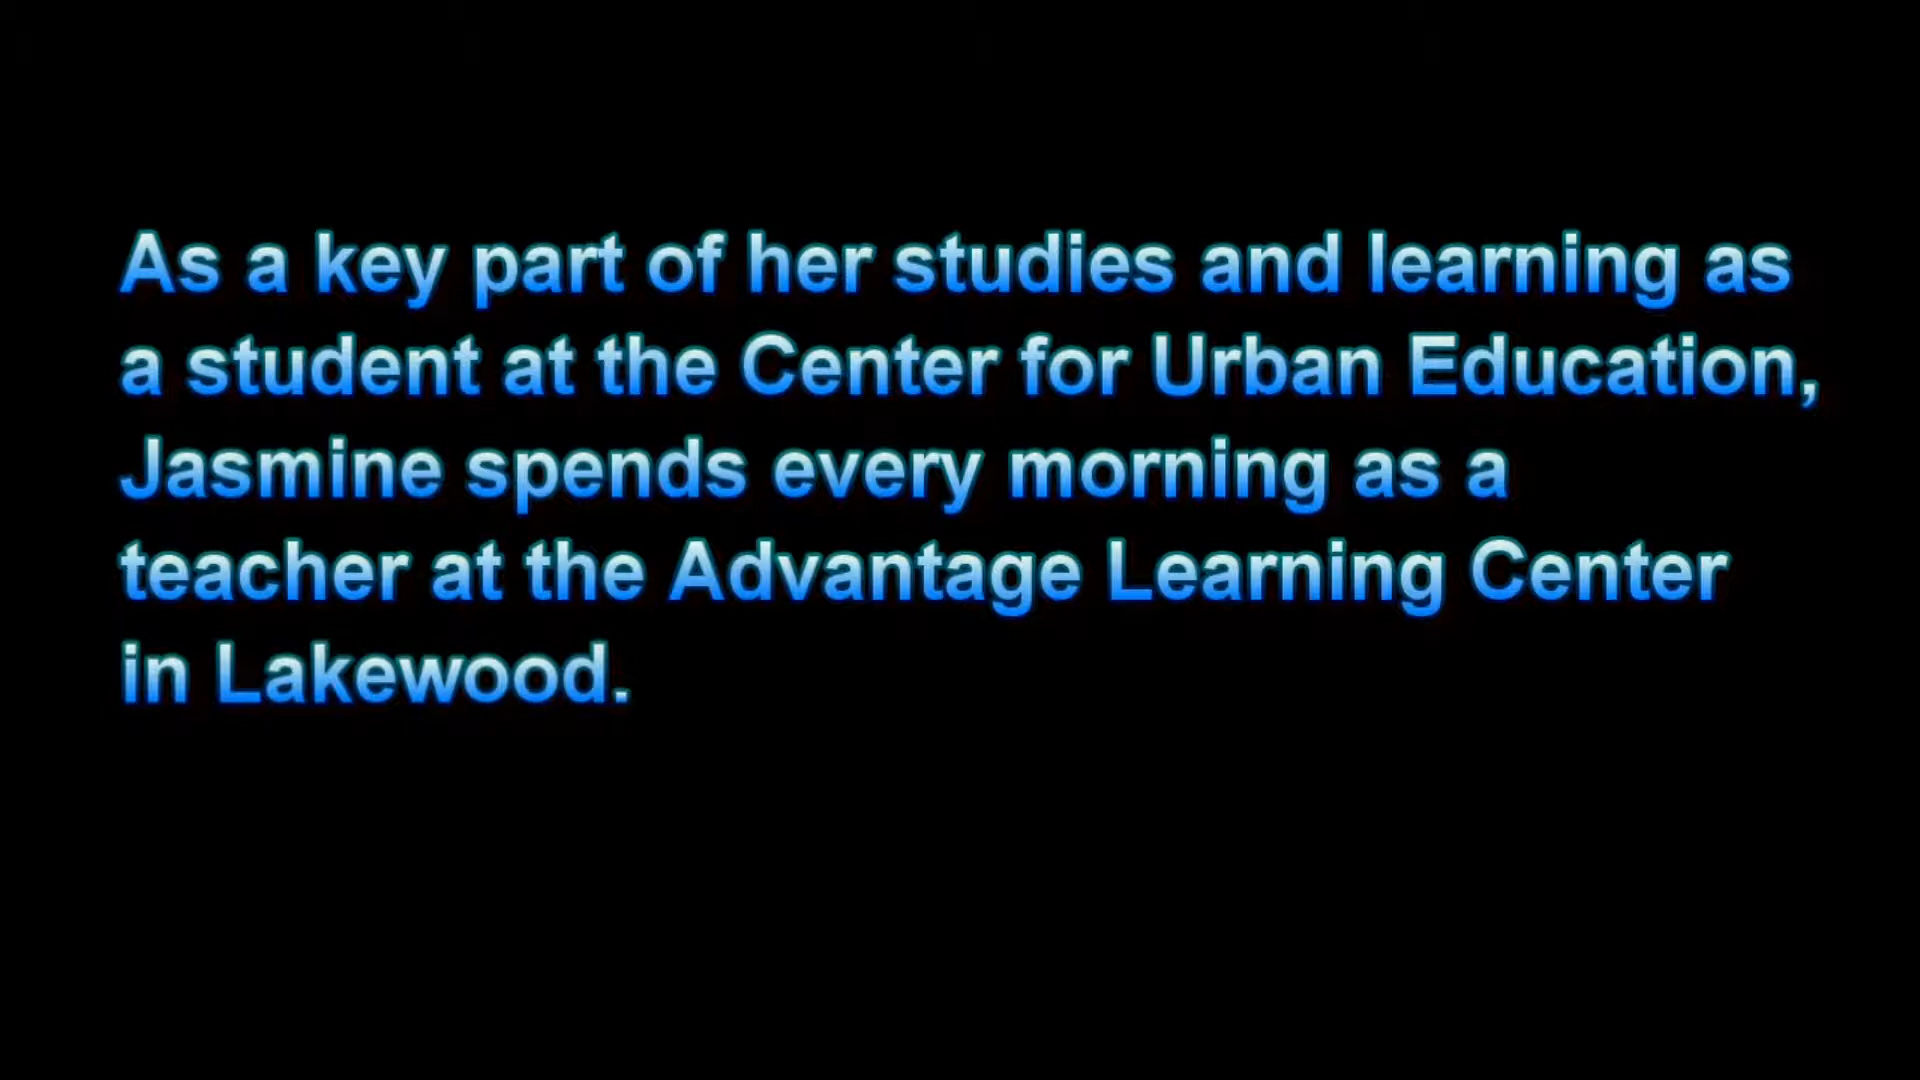 As a key part of her studies and learning as
a student at the Center for Urban Education,
Jasmine spends every morning as a
teacher at the Advantage Learning Center
in Lakewood.